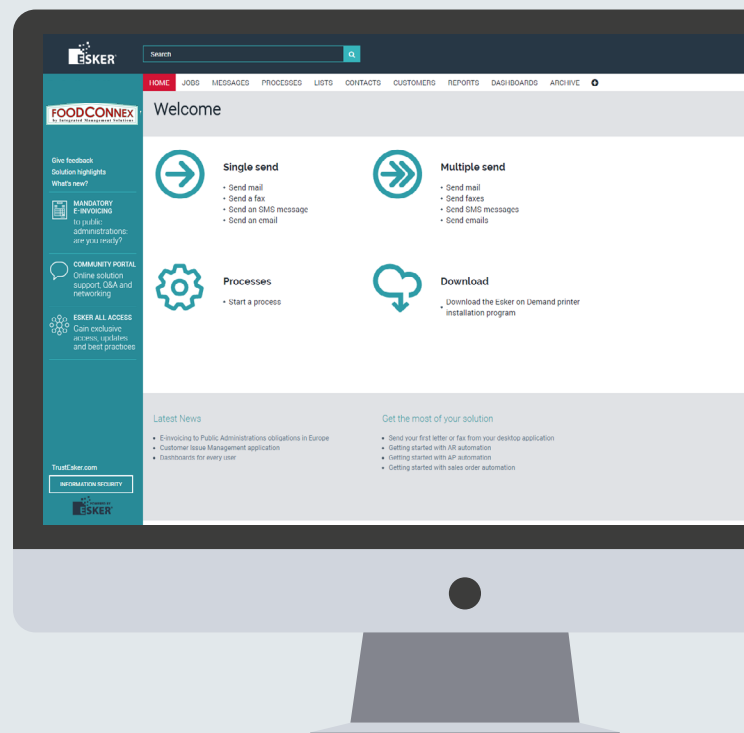 ESKER
Search
HOME JOBS MESSAGES PROCESSES LISTS CONTACTS CUSTOMERS REPORTS DASHBOARDS ARCHIVE
FOODCONNEX
by Integrated Management Solutions
Welcome
Give feedback
Solution highlights
What's new?
MANDATORY
E-INVOICING
to public
administrations:
are you ready?
COMMUNITY PORTAL
Online solution
support, Q&A and
networking
ESKER ALL ACCESS
Gain exclusive
access, updates
and best practices
TrustEsker.com
INFORMATION SECURITY
POWERED BY
ESKER
Single send
• Send mail
• Send a fax
• Send an SMS message
• Send an email
Multiple send
• Send mail
• Send faxes
• Send SMS messages
• Send emails
Processes
• Start a process
Download
• Download the Esker on Demand printer
installation program
Latest News
• E-invoicing to Public Administrations obligations in Europe
• Customer Issue Management application
• Dashboards for every user
Get the most of your solution
• Send your first letter or fax from your desktop application
• Getting started with AR automation
• Getting started with AP automation
• Getting started with sales order automation